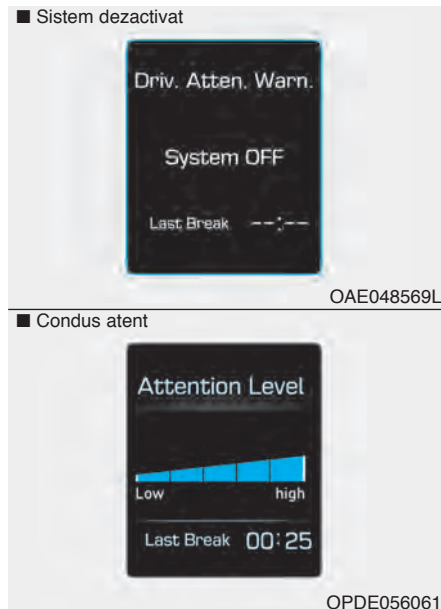 ■ Sistem dezactivat
Driv. Atten. Warn.
System OFF
Last Break --:--
OAE048569L
■ Condus atent
Attention Level
Low high
Last Break 00:25
OPDE056061